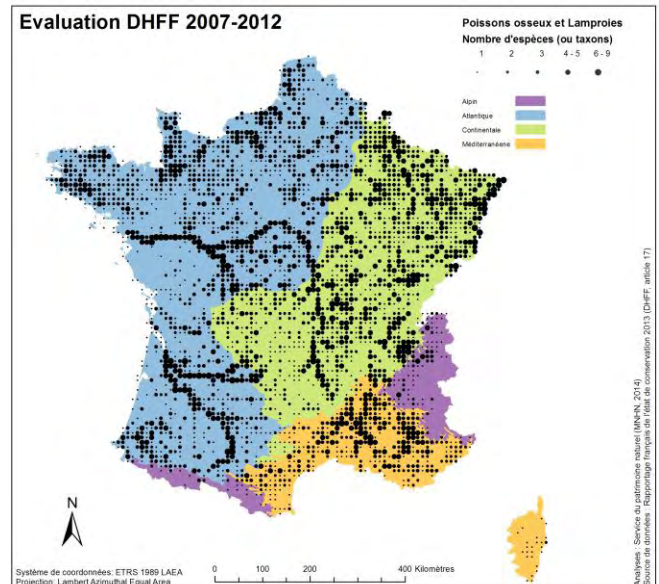 Evaluation DHFF 2007-2012
Poissons osseux et Lamproies
Nombre d'espèces (ou taxons)
1 2 3 4 - 5 6 - 9
Alpin
Atlantique
Continentale
Méditerranéene
N
Système de coordonnées: ETRS 1989 LAEA
Projection: Lambert Azimuthal Equal Area
0 100 200 400 Kilomètres
Analyses : Service du patrimoine naturel (MNHN, 2014)
Source de données : Rapportage français de l'état de conservation 2013 (DHFF, article 17)